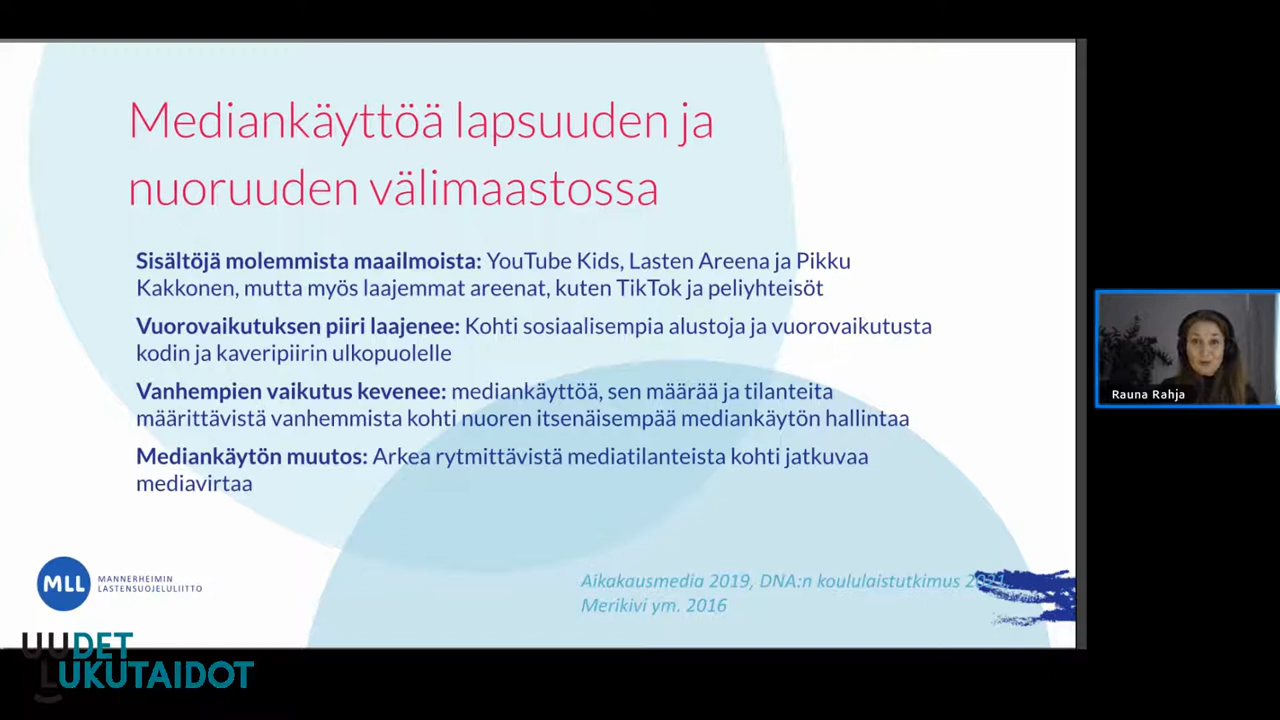 Mediankäyttöä lapsuuden ja
nuoruuden välimaastossa
Sisältöjä molemmista maailmoista: YouTube Kids, Lasten Areena ja Pikku
Kakkonen, mutta myös laajemmat areenat, kuten TikTok ja peliyhteisöt
Vuorovaikutuksen piiri laajenee: Kohti sosiaalisempia alustoja ja vuorovaikutusta
kodin ja kaveripiirin ulkopuolelle
Vanhempien vaikutus kevenee: mediankäyttöä, sen määrää ja tilanteita
määrittävistä vanhemmista kohti nuoren itsenäisempää mediankäytön hallintaa
Mediankäytön muutos: Arkea rytmittävistä mediatilanteista kohti jatkuvaa
mediavirtaa
Rauna Rahja
MLL
MANNERHEIMIN
LASTENSUOJELULIITTO
Aikakausmedia 2019, DNA:n koululaistutkimus 2021,
Merikivi ym. 2016
UUDET
LUKUTAIDOT